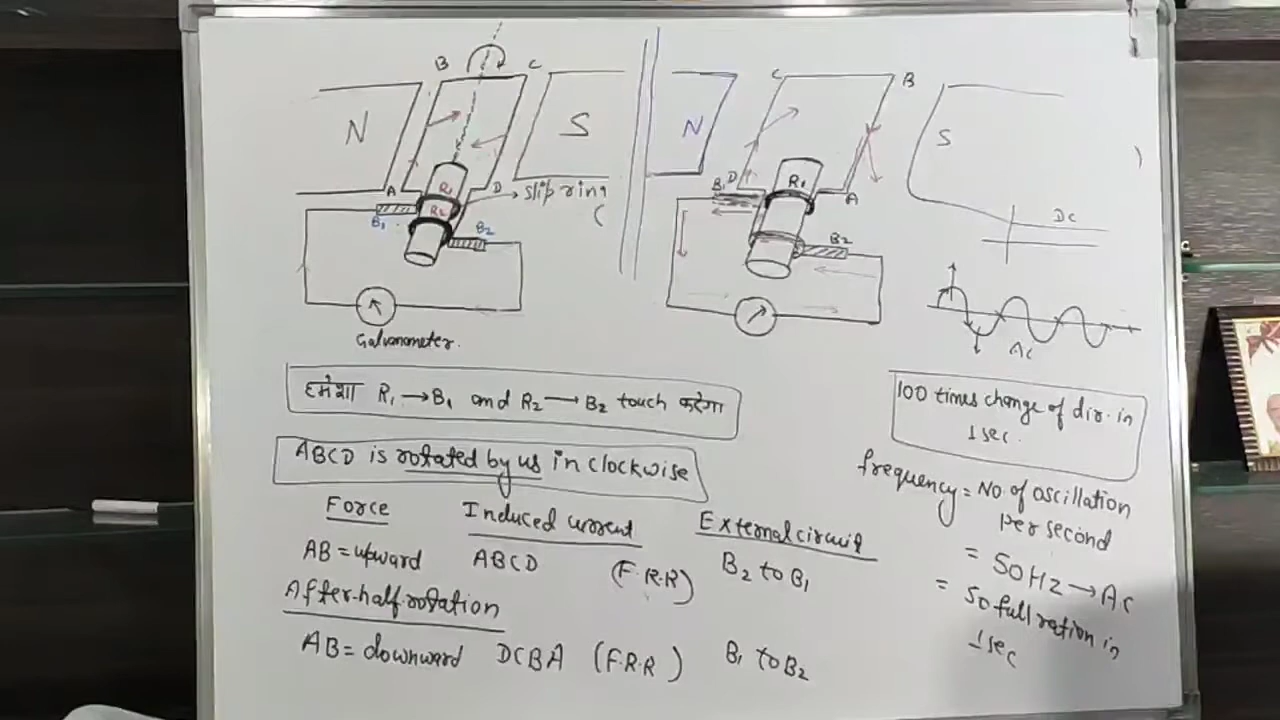 B C
N S
R1
A D slip ring
R2
B1 B2
Galvanometer.
C B
N S
B1 D R1 A
B2
DC
AC
हमेशा R1 → B1 and R2 → B2 touch करेगा
ABCD is rotated by us in clockwise
Force Induced current External circuit
AB = upward ABCD (F.R.R) B2 to B1
After half rotation
AB = downward DCBA (F.R.R) B1 to B2
100 times change of dir. in
1 sec.
frequency = No. of oscillation
per second
= 50 Hz → AC
= 50 full ration in
1 sec